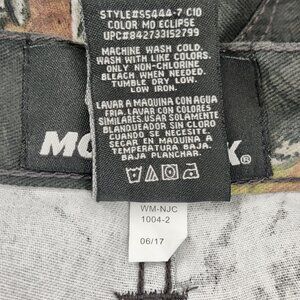 STYLE#S5444-7 C10
COLOR MO ECLIPSE
UPC#842733152799
MACHINE WASH COLD.
WASH WITH LIKE COLORS.
ONLY NON-CHLORINE
BLEACH WHEN NEEDED.
TUMBLE DRY LOW.
LOW IRON.
LAVAR A MAQUINA CON AGUA
FRIA. LAVAR CON COLORES
SIMILARES. USAR SOLAMENTE
BLANQUEADOR SIN CLORO
CUANDO SE NECESITE.
SECAR EN MAQUINA A
TEMPERATURA BAJA.
BAJA PLANCHAR.
WM-NJC
1004-2
06/17